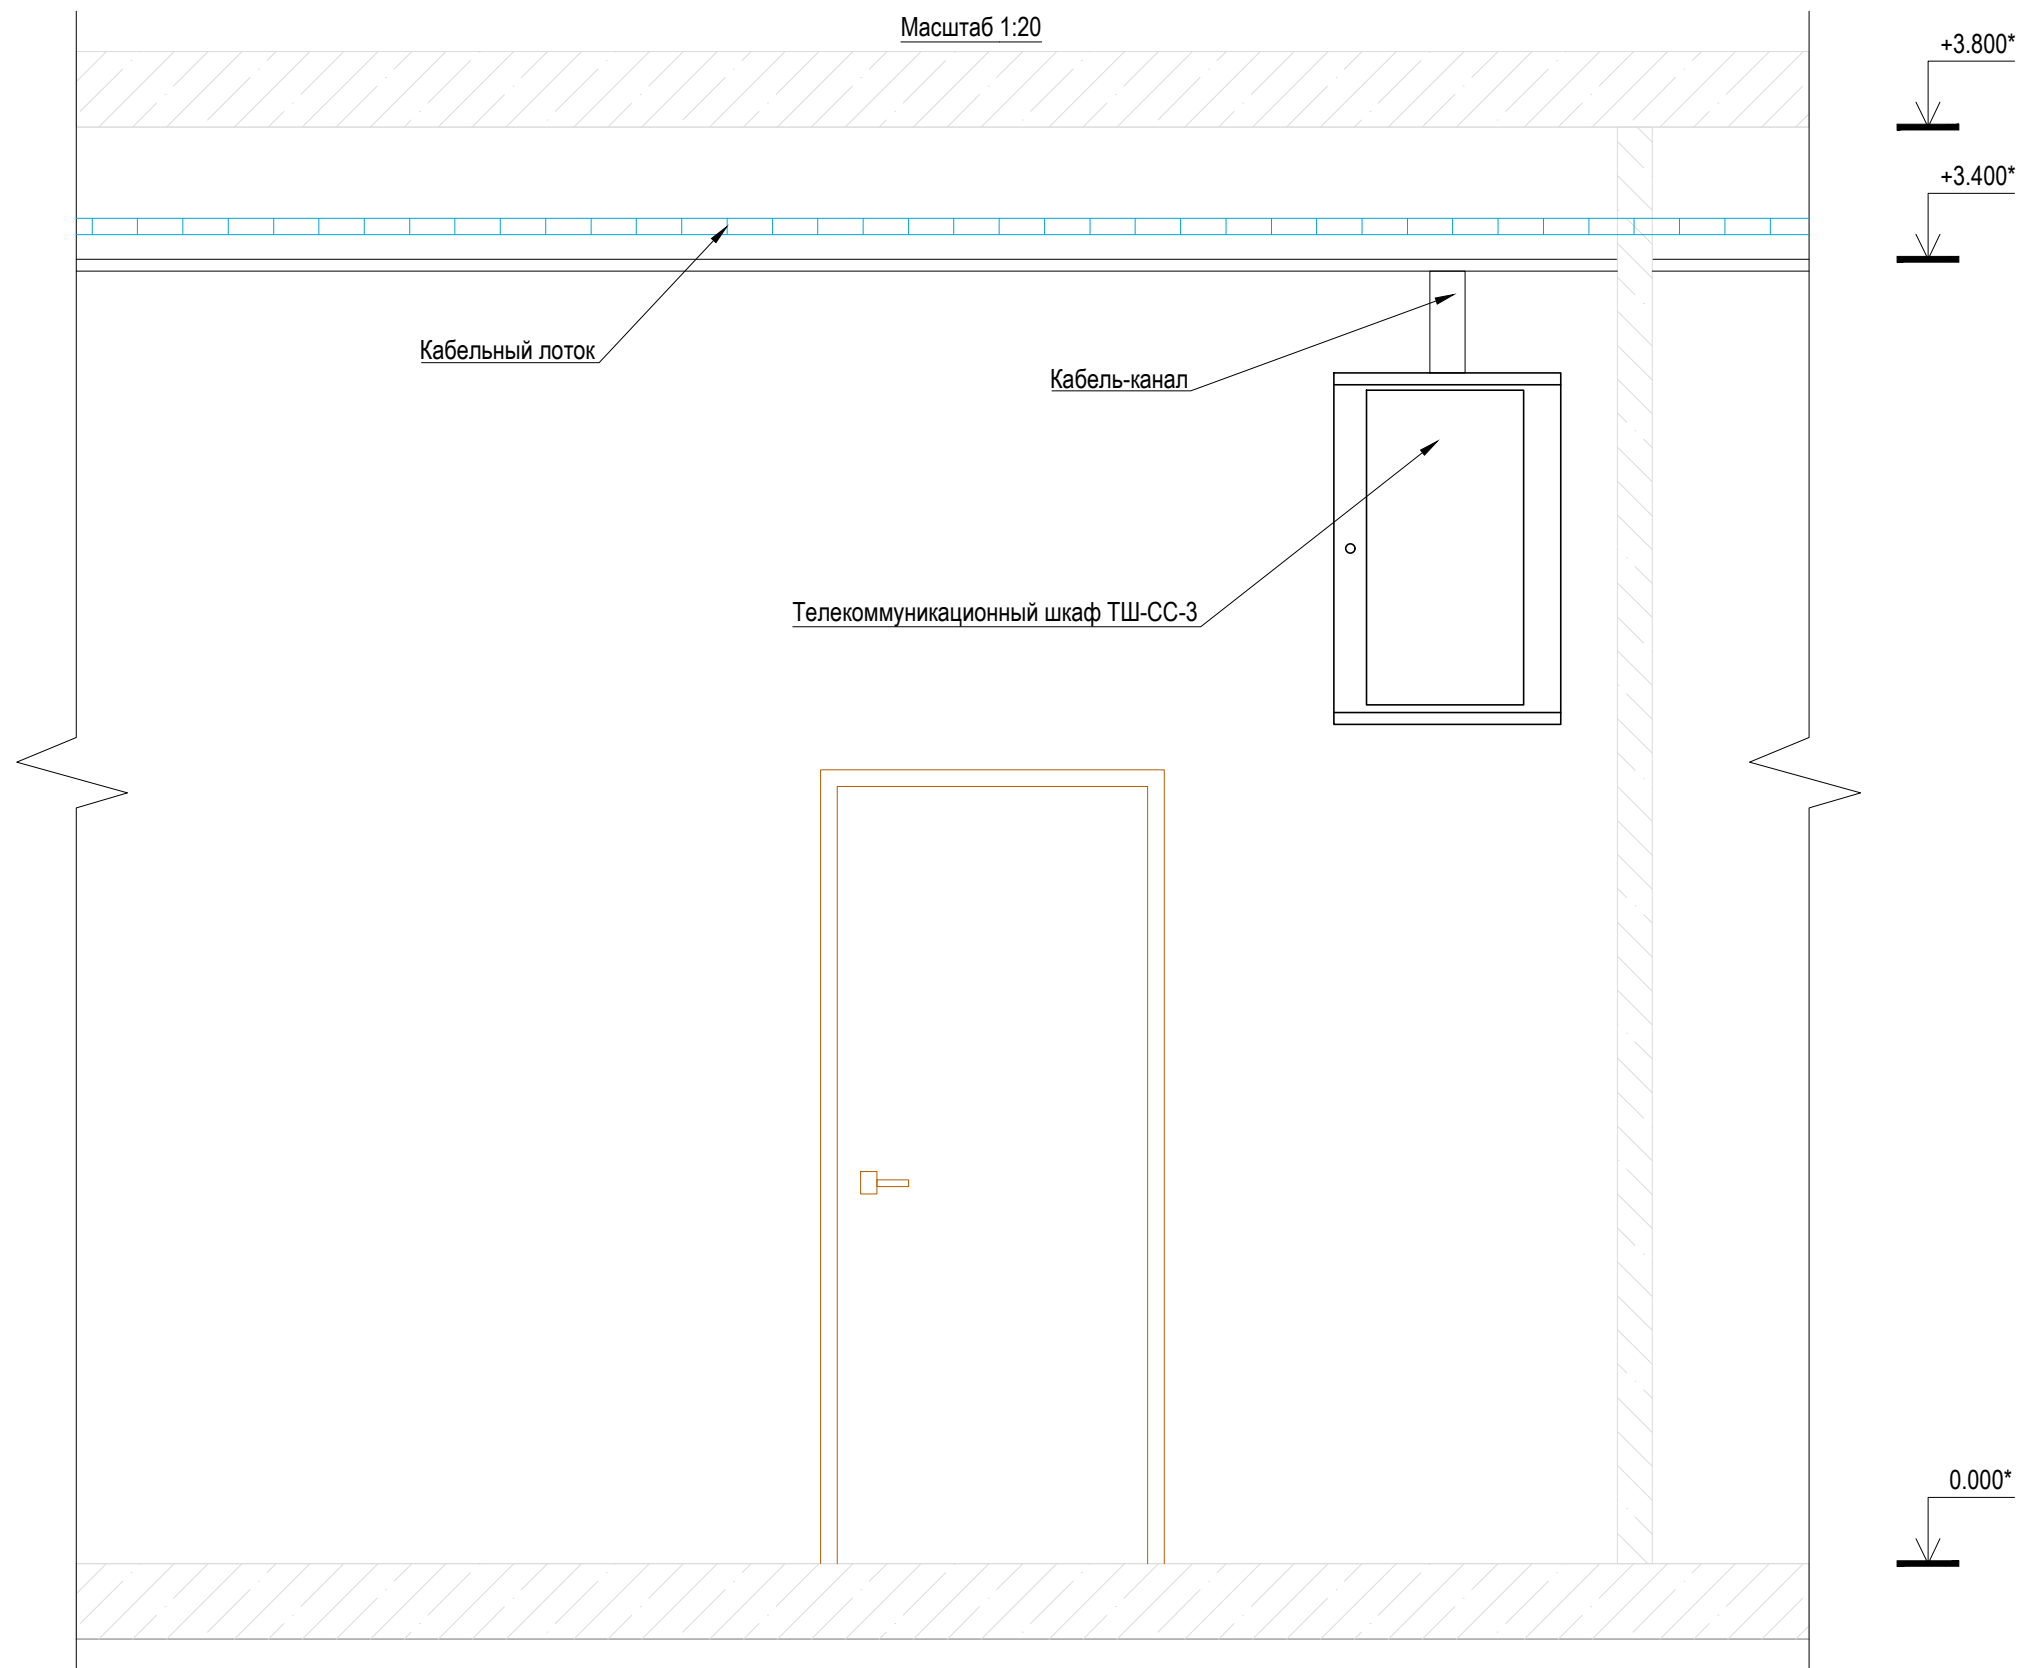 Масштаб 1:20
+3.800*
+3.400*
Кабельный лоток
Кабель-канал
Телекоммуникационный шкаф ТШ-СС-3
0.000*